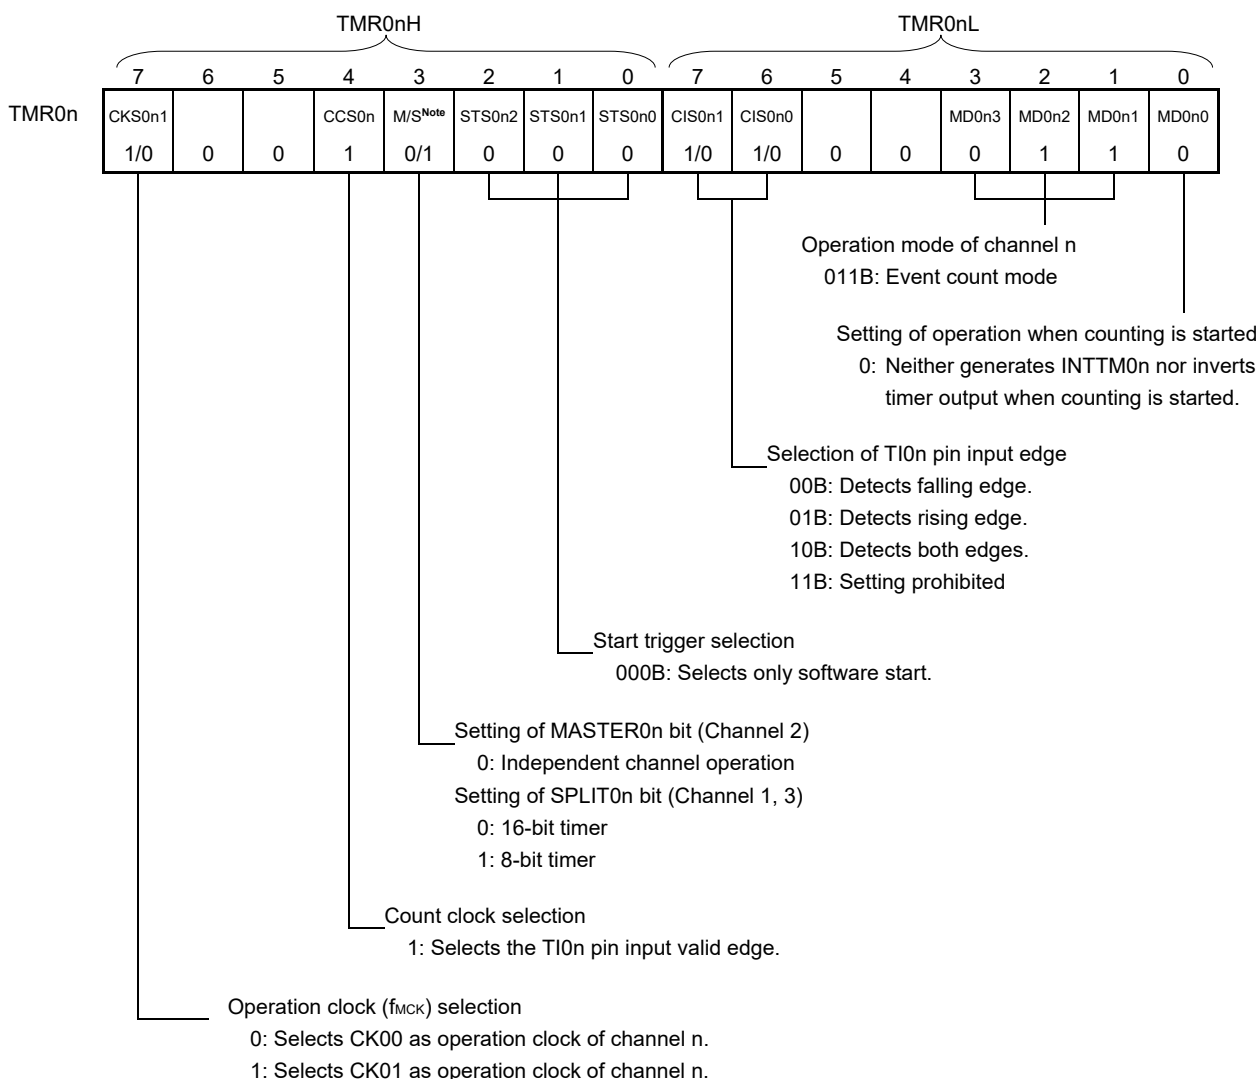 TMR0nH TMR0nL
7 6 5 4 3 2 1 0 7 6 5 4 3 2 1 0
TMR0n CKS0n1 CCS0n M/SNote STS0n2 STS0n1 STS0n0 CIS0n1 CIS0n0 MD0n3 MD0n2 MD0n1 MD0n0
1/0 0 0 1 0/1 0 0 0 1/0 1/0 0 0 0 1 1 0
Operation mode of channel n
011B: Event count mode
Setting of operation when counting is started
0: Neither generates INTTM0n nor inverts
timer output when counting is started.
Selection of TI0n pin input edge
00B: Detects falling edge.
01B: Detects rising edge.
10B: Detects both edges.
11B: Setting prohibited
Start trigger selection
000B: Selects only software start.
Setting of MASTER0n bit (Channel 2)
0: Independent channel operation
Setting of SPLIT0n bit (Channel 1, 3)
0: 16-bit timer
1: 8-bit timer
Count clock selection
1: Selects the TI0n pin input valid edge.
Operation clock (fMCK) selection
0: Selects CK00 as operation clock of channel n.
1: Selects CK01 as operation clock of channel n.